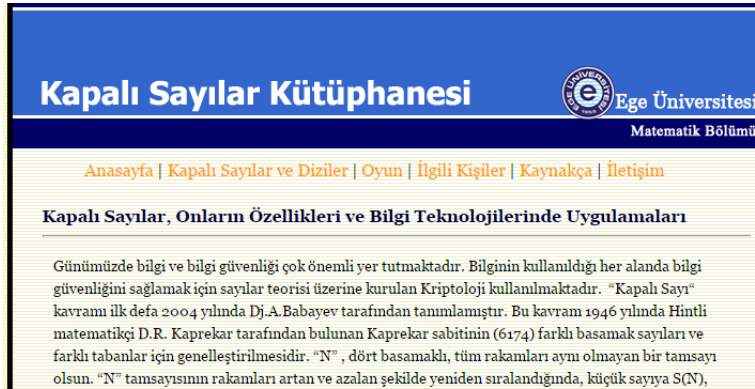 Kapalı Sayılar Kütüphanesi
EGE ÜNİVERSİTESİ
Ege Üniversitesi
Matematik Bölümü
Anasayfa | Kapalı Sayılar ve Diziler | Oyun | İlgili Kişiler | Kaynakça | İletişim
Kapalı Sayılar, Onların Özellikleri ve Bilgi Teknolojilerinde Uygulamaları
Günümüzde bilgi ve bilgi güvenliği çok önemli yer tutmaktadır. Bilginin kullanıldığı her alanda bilgi
güvenliğini sağlamak için sayılar teorisi üzerine kurulan Kriptoloji kullanılmaktadır. “Kapalı Sayı“
kavramı ilk defa 2004 yılında Dj.A.Babayev tarafından tanımlamıştır. Bu kavram 1946 yılında Hintli
matematikçi D.R. Kaprekar tarafından bulunan Kaprekar sabitinin (6174) farklı basamak sayıları ve
farklı tabanlar için genelleştirilmesidir. “N” , dört basamaklı, tüm rakamları aynı olmayan bir tamsayı
olsun. “N” tamsayısının rakamları artan ve azalan şekilde yeniden sıralandığında, küçük sayıya S(N),